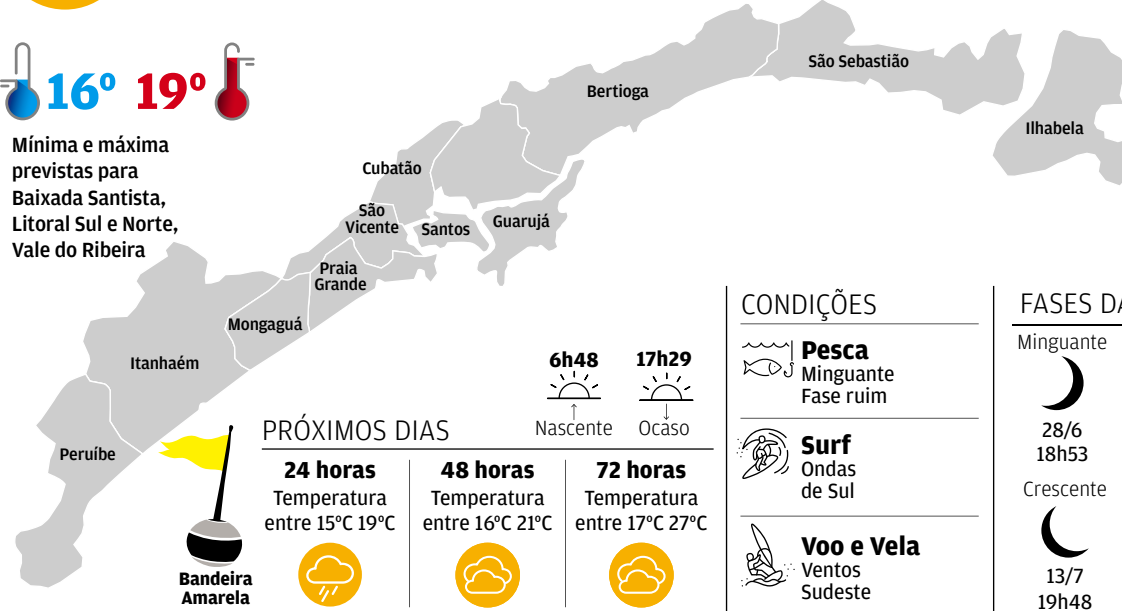 16º 19º
Mínima e máxima
previstas para
Baixada Santista,
Litoral Sul e Norte,
Vale do Ribeira
São Sebastião
Bertioga
Ilhabela
Cubatão
São
Vicente
Santos
Guarujá
Praia
Grande
Mongaguá
Itanhaém
Peruíbe
Bandeira
Amarela
6h48
Nascente
17h29
Ocaso
PRÓXIMOS DIAS
24 horas
Temperatura
entre 15ºC 19ºC
48 horas
Temperatura
entre 16ºC 21ºC
72 horas
Temperatura
entre 17ºC 27ºC
CONDIÇÕES
Pesca
Minguante
Fase ruim
Surf
Ondas
de Sul
Voo e Vela
Ventos
Sudeste
FASES DA
Minguante
28/6
18h53
Crescente
13/7
19h48